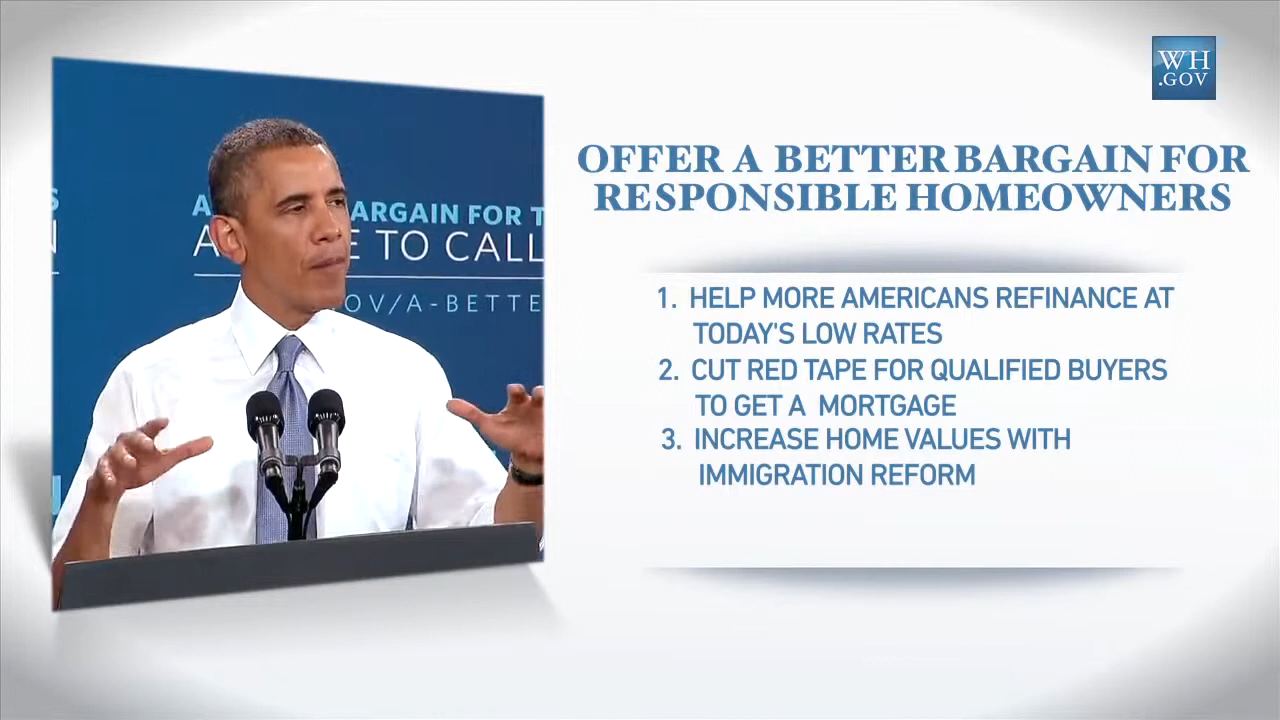 WH
.GOV
OFFER A BETTER BARGAIN FOR
RESPONSIBLE HOMEOWNERS
1. HELP MORE AMERICANS REFINANCE AT
TODAY'S LOW RATES
2. CUT RED TAPE FOR QUALIFIED BUYERS
TO GET A MORTGAGE
3. INCREASE HOME VALUES WITH
IMMIGRATION REFORM
A ARGAIN FOR T
A E TO CALL
OV/A-BETTE